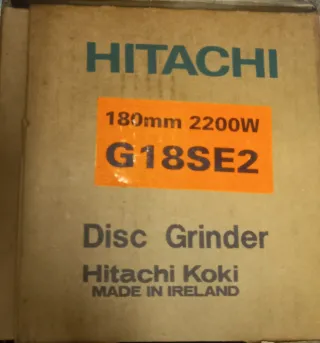 HITACHI
180mm 2200W
G18SE2
Disc Grinder
Hitachi Koki
MADE IN IRELAND